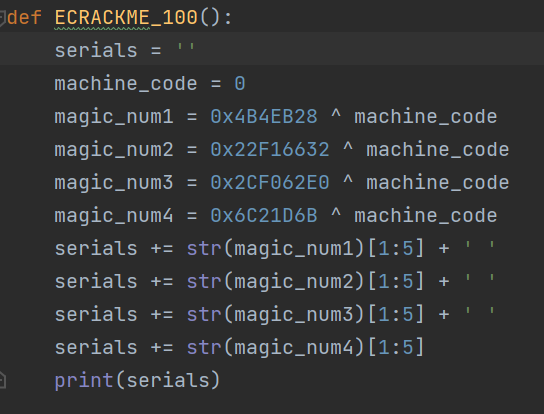 def ECRACKME_100():
    serials = ''
    machine_code = 0
    magic_num1 = 0x4B4EB28 ^ machine_code
    magic_num2 = 0x22F16632 ^ machine_code
    magic_num3 = 0x2CF062E0 ^ machine_code
    magic_num4 = 0x6C21D6B ^ machine_code
    serials += str(magic_num1)[1:5] + ' '
    serials += str(magic_num2)[1:5] + ' '
    serials += str(magic_num3)[1:5] + ' '
    serials += str(magic_num4)[1:5]
    print(serials)